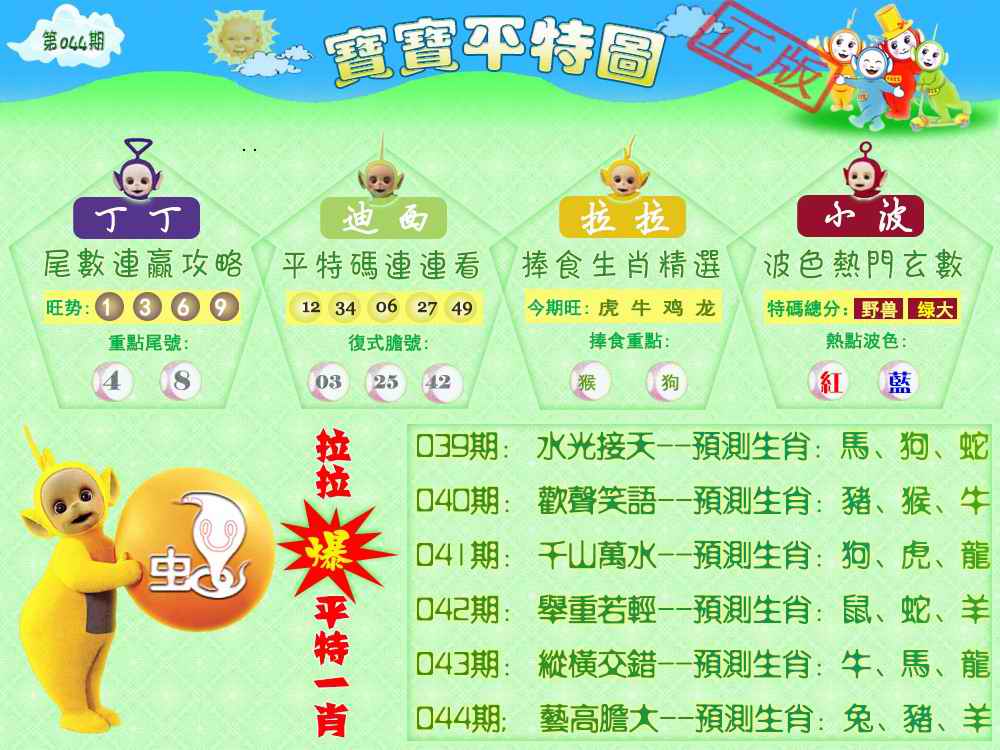 第044期
寶寶平特圖
正版
丁丁
尾數連贏攻略
旺势: 1 3 6 9
重點尾號:
4 8
迪西
平特碼連連看
12 34 06 27 49
復式膽號:
03 25 42
拉拉
捧食生肖精選
今期旺: 虎 牛 鸡 龙
捧食重點:
猴 狗
小波
波色熱門玄數
特碼總分: 野兽 绿大
熱點波色:
紅 藍
虫
拉拉
爆
平特一肖
039期: 水光接天--預測生肖: 馬、狗、蛇
040期: 歡聲笑語--預測生肖: 豬、猴、牛
041期: 千山萬水--預測生肖: 狗、虎、龍
042期: 舉重若輕--預測生肖: 鼠、蛇、羊
043期: 縱橫交錯--預測生肖: 牛、馬、龍
044期; 藝高膽大--預測生肖: 兔、豬、羊